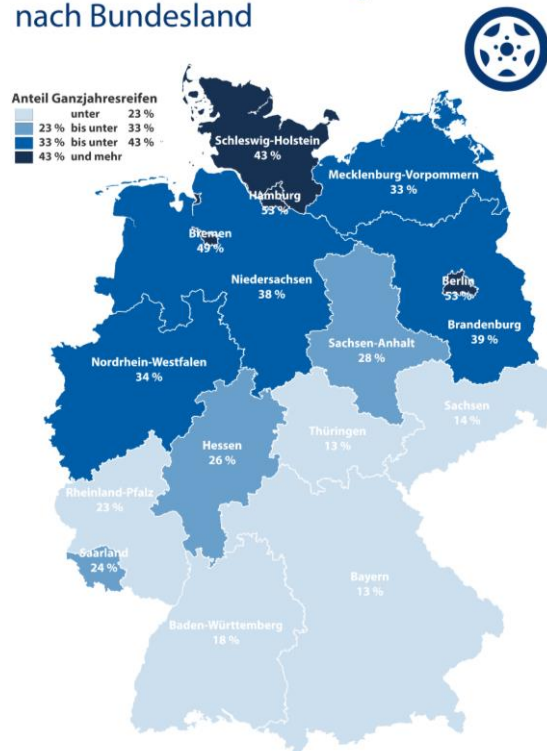 nach Bundesland
Anteil Ganzjahresreifen
unter 23 %
23 % bis unter 33 %
33 % bis unter 43 %
43 % und mehr
Schleswig-Holstein
43 %
Mecklenburg-Vorpommern
33 %
Hamburg
53 %
Bremen
49 %
Niedersachsen
38 %
Berlin
53 %
Brandenburg
39 %
Sachsen-Anhalt
28 %
Nordrhein-Westfalen
34 %
Sachsen
14 %
Thüringen
13 %
Hessen
26 %
Rheinland-Pfalz
23 %
Saarland
24 %
Bayern
13 %
Baden-Württemberg
18 %